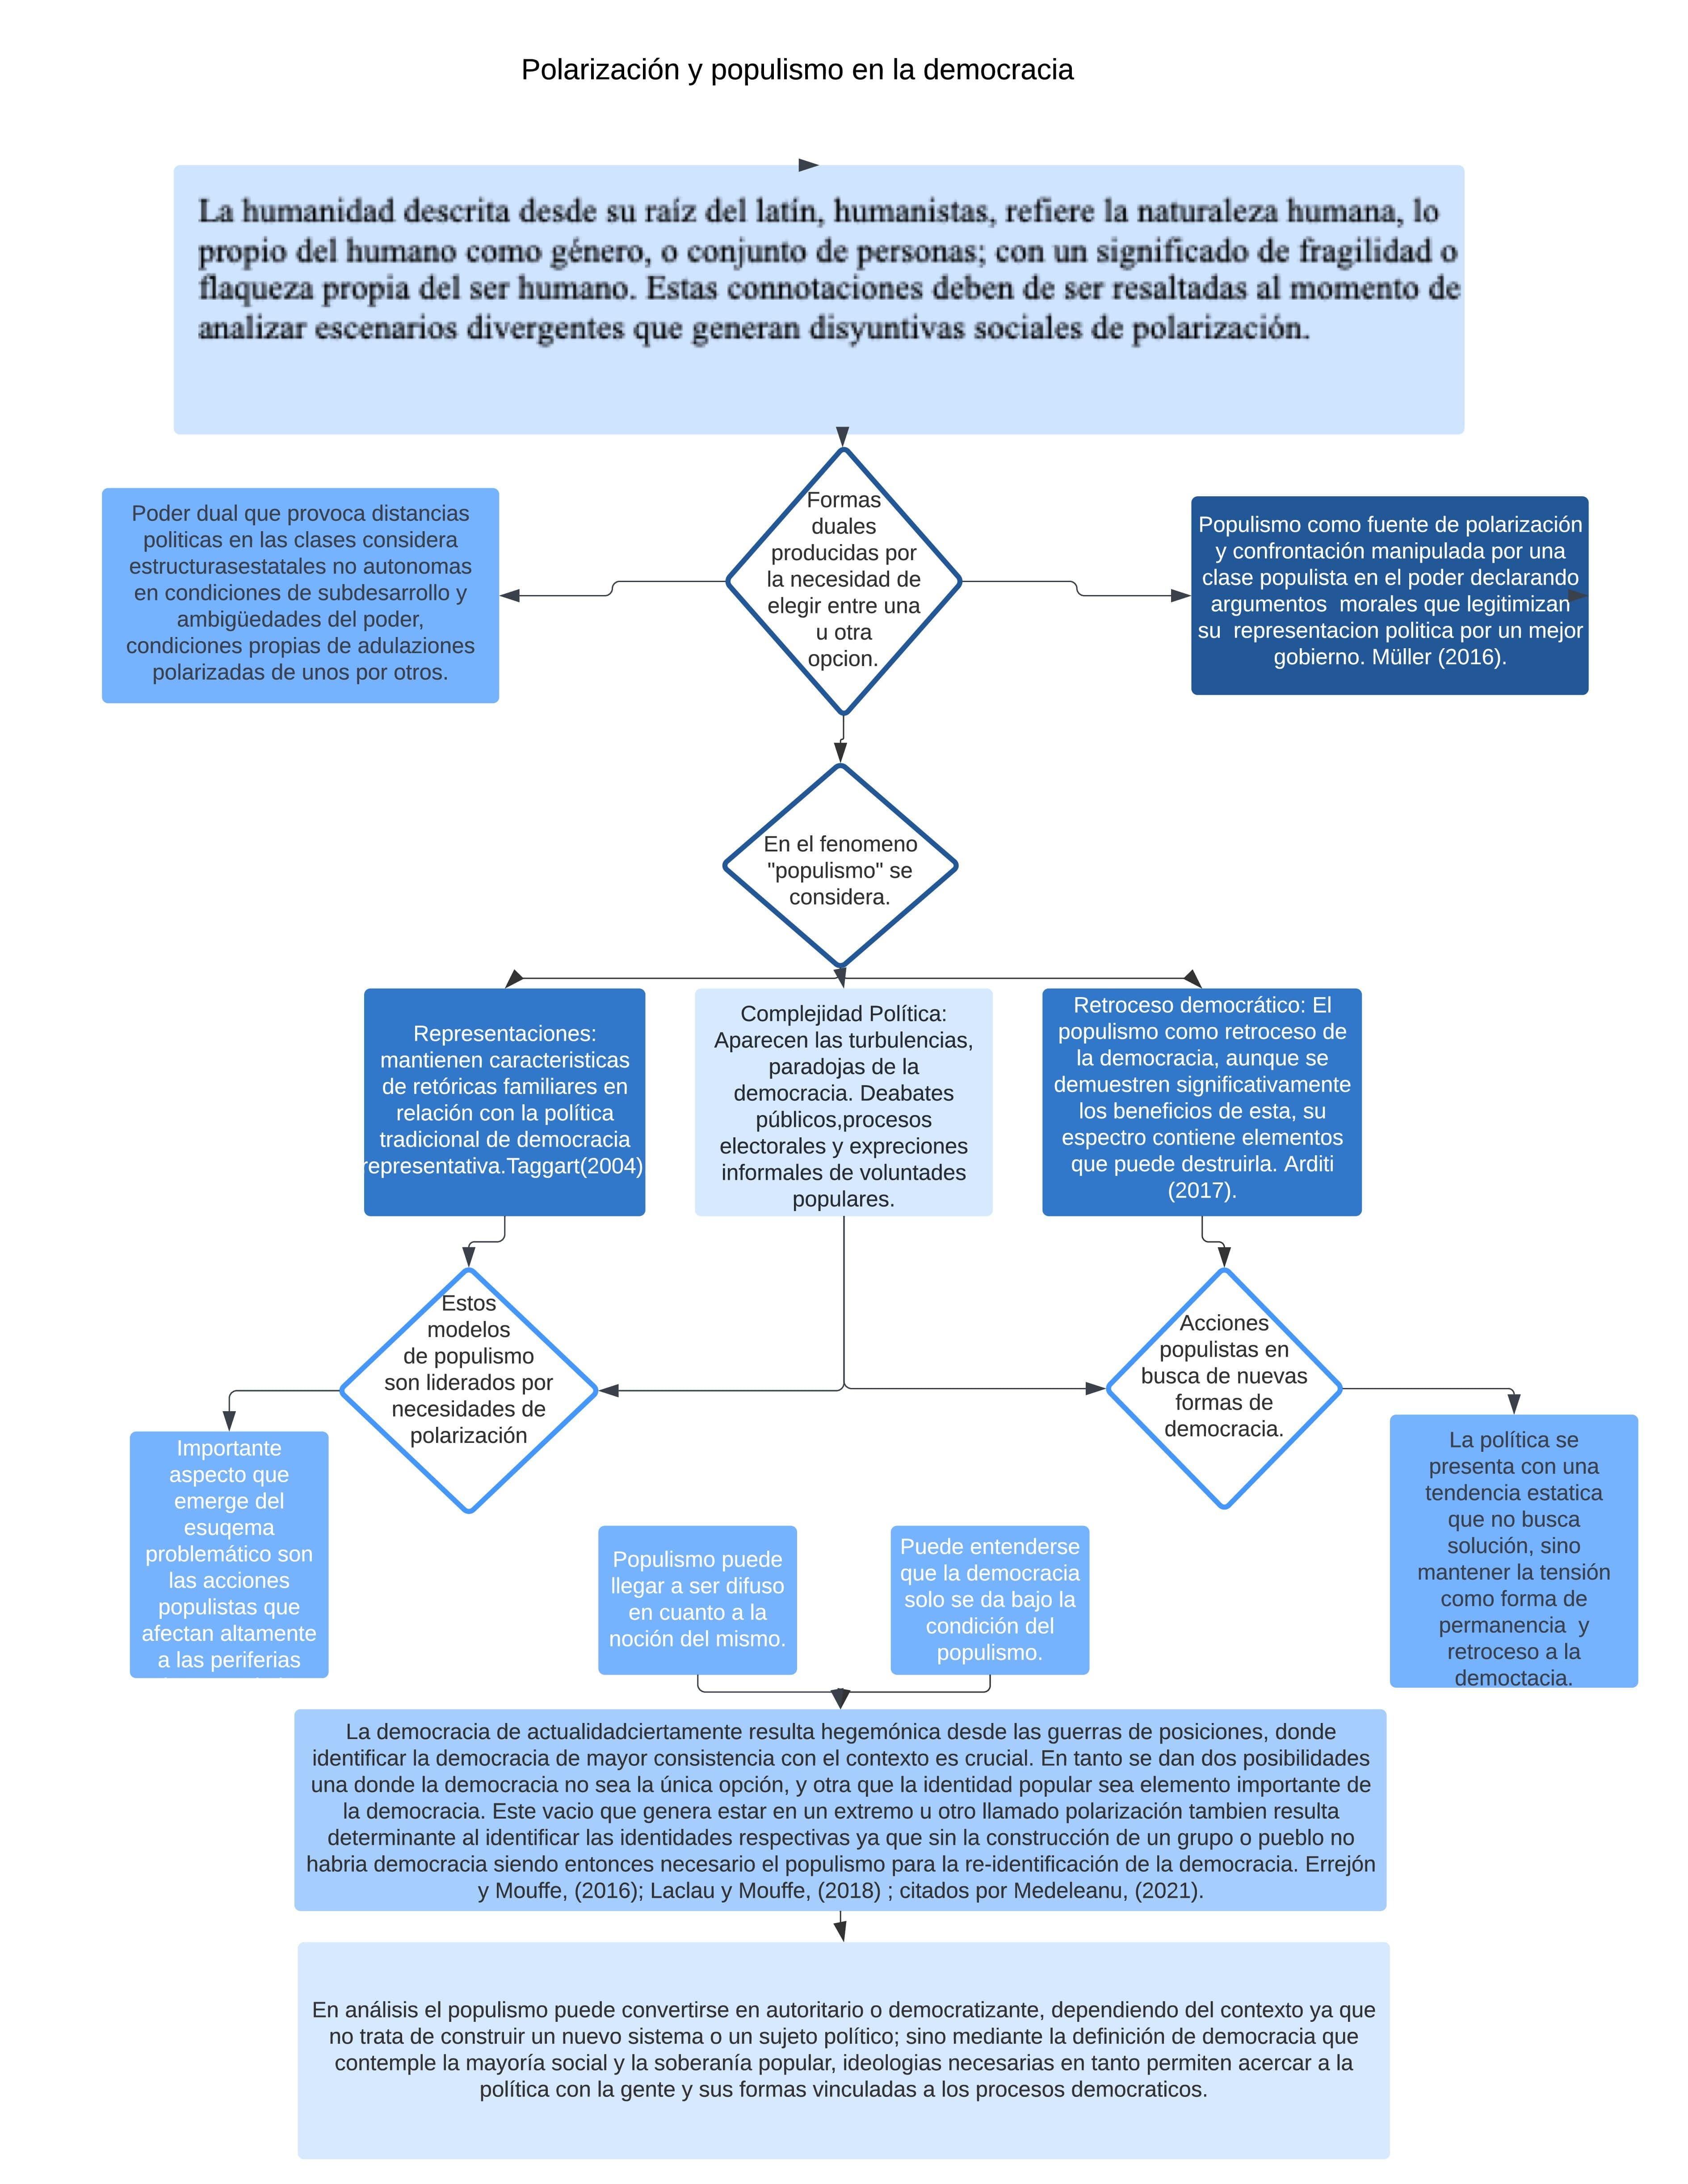 Polarización y populismo en la democracia
La humanidad descrita desde su raíz del latín, humanistas, refiere la naturaleza humana, lo
propio del humano como género, o conjunto de personas; con un significado de fragilidad o
flaqueza propia del ser humano. Estas connotaciones deben de ser resaltadas al momento de
analizar escenarios divergentes que generan disyuntivas sociales de polarización.
Formas
duales
producidas por
la necesidad de
elegir entre una
u otra
opcion.
Poder dual que provoca distancias
politicas en las clases considera
estructurasestatales no autonomas
en condiciones de subdesarrollo y
ambigüedades del poder,
condiciones propias de adulaziones
polarizadas de unos por otros.
Populismo como fuente de polarización
y confrontación manipulada por una
clase populista en el poder declarando
argumentos  morales que legitimizan
su  representacion politica por un mejor
gobierno. Müller (2016).
En el fenomeno
"populismo" se
considera.
Representaciones:
mantienen caracteristicas
de retóricas familiares en
relación con la política
tradicional de democracia
representativa.Taggart(2004)
Complejidad Política:
Aparecen las turbulencias,
paradojas de la
democracia. Deabates
públicos,procesos
electorales y expreciones
informales de voluntades
populares.
Retroceso democrático: El
populismo como retroceso de
la democracia, aunque se
demuestren significativamente
los beneficios de esta, su
espectro contiene elementos
que puede destruirla. Arditi
(2017).
Estos
modelos
de populismo
son liderados por
necesidades de
polarización
Acciones
populistas en
busca de nuevas
formas de
democracia.
Importante
aspecto que
emerge del
esuqema
problemático son
las acciones
populistas que
afectan altamente
a las periferias
La política se
presenta con una
tendencia estatica
que no busca
solución, sino
mantener la tensión
como forma de
permanencia  y
retroceso a la
democtacia.
Populismo puede
llegar a ser difuso
en cuanto a la
noción del mismo.
Puede entenderse
que la democracia
solo se da bajo la
condición del
populismo.
La democracia de actualidadciertamente resulta hegemónica desde las guerras de posiciones, donde
identificar la democracia de mayor consistencia con el contexto es crucial. En tanto se dan dos posibilidades
una donde la democracia no sea la única opción, y otra que la identidad popular sea elemento importante de
la democracia. Este vacio que genera estar en un extremo u otro llamado polarización tambien resulta
determinante al identificar las identidades respectivas ya que sin la construcción de un grupo o pueblo no
habria democracia siendo entonces necesario el populismo para la re-identificación de la democracia. Errejón
y Mouffe, (2016); Laclau y Mouffe, (2018) ; citados por Medeleanu, (2021).
En análisis el populismo puede convertirse en autoritario o democratizante, dependiendo del contexto ya que
no trata de construir un nuevo sistema o un sujeto político; sino mediante la definición de democracia que
contemple la mayoría social y la soberanía popular, ideologias necesarias en tanto permiten acercar a la
política con la gente y sus formas vinculadas a los procesos democraticos.